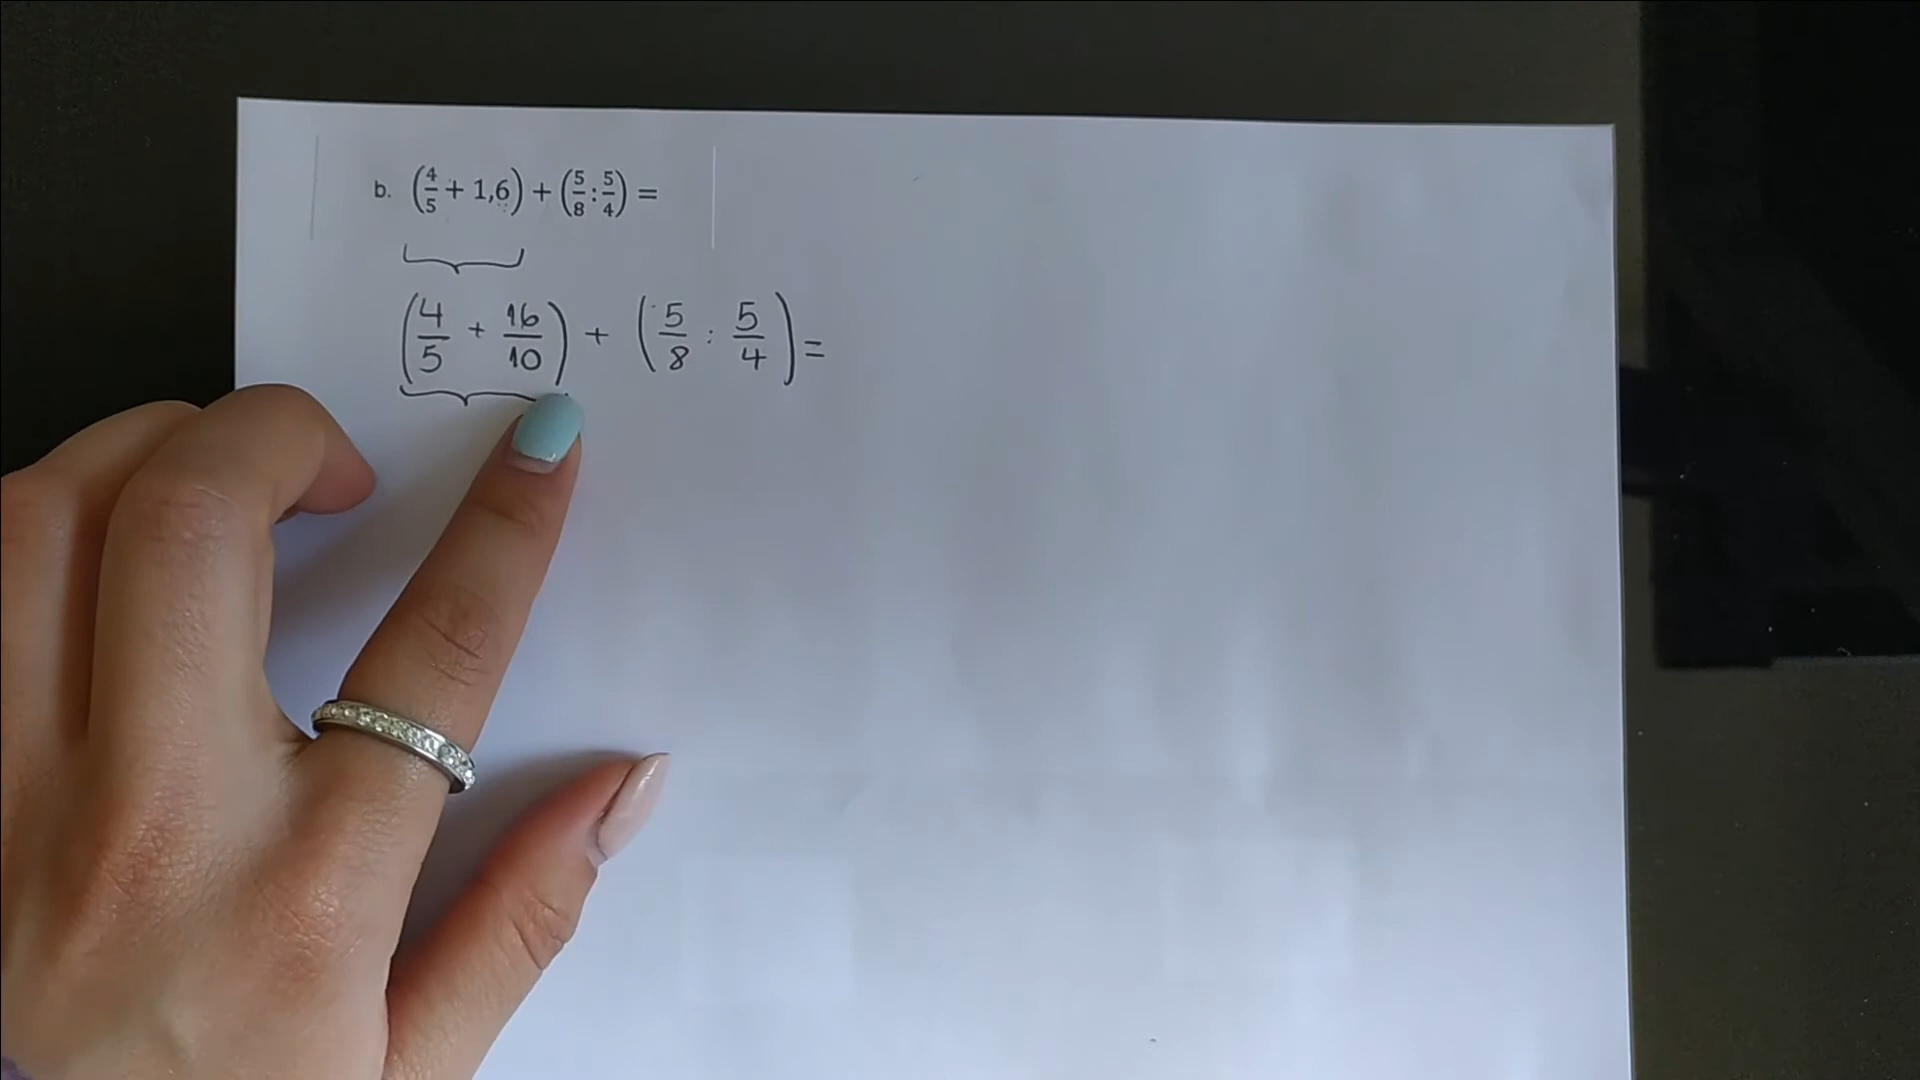 b. (4/5 + 1,6) + (5/8 : 5/4) =
(4/5 + 16/10) + (5/8 : 5/4) =